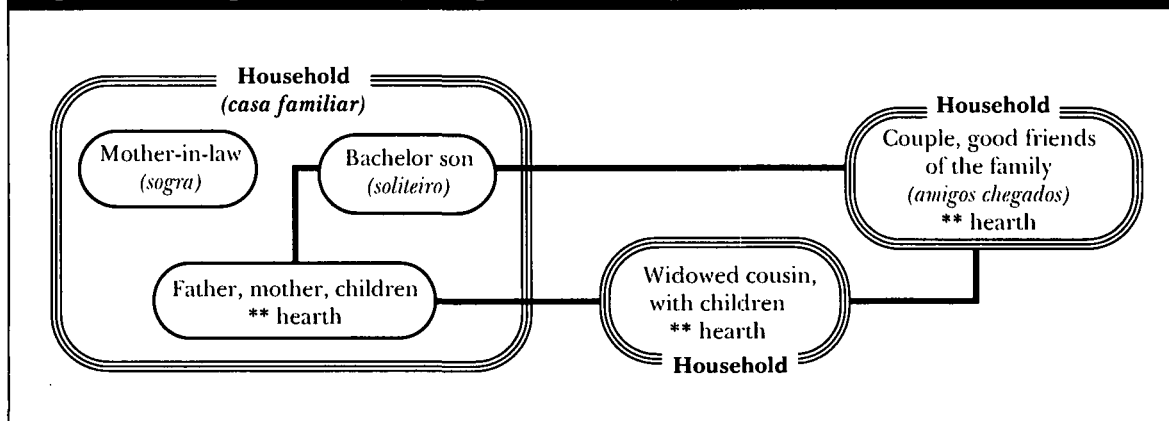 Household
(casa familiar)
Mother-in-law
(sogra)
Bachelor son
(soliteiro)
Father, mother, children
** hearth
Widowed cousin,
with children
** hearth
Household
Household
Couple, good friends
of the family
(amigos chegados)
** hearth